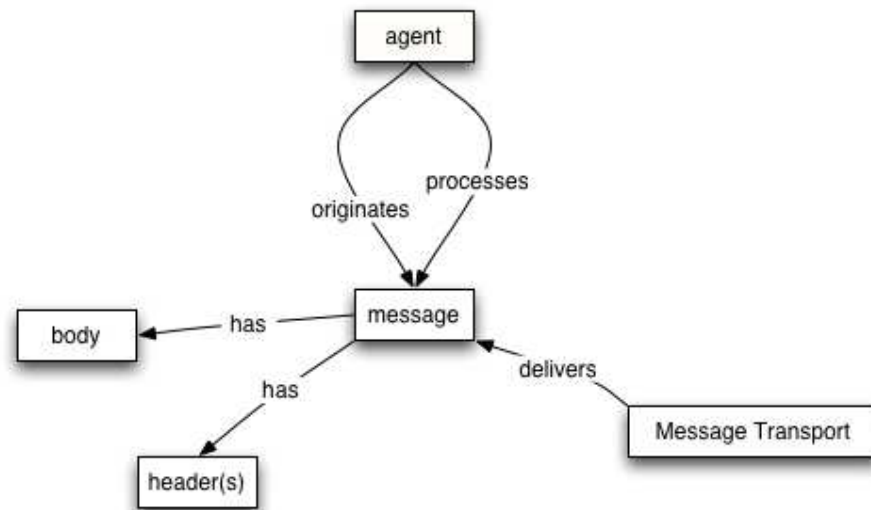 agent
processes
originates
message
has
body
delivers
has
Message Transport
header(s)